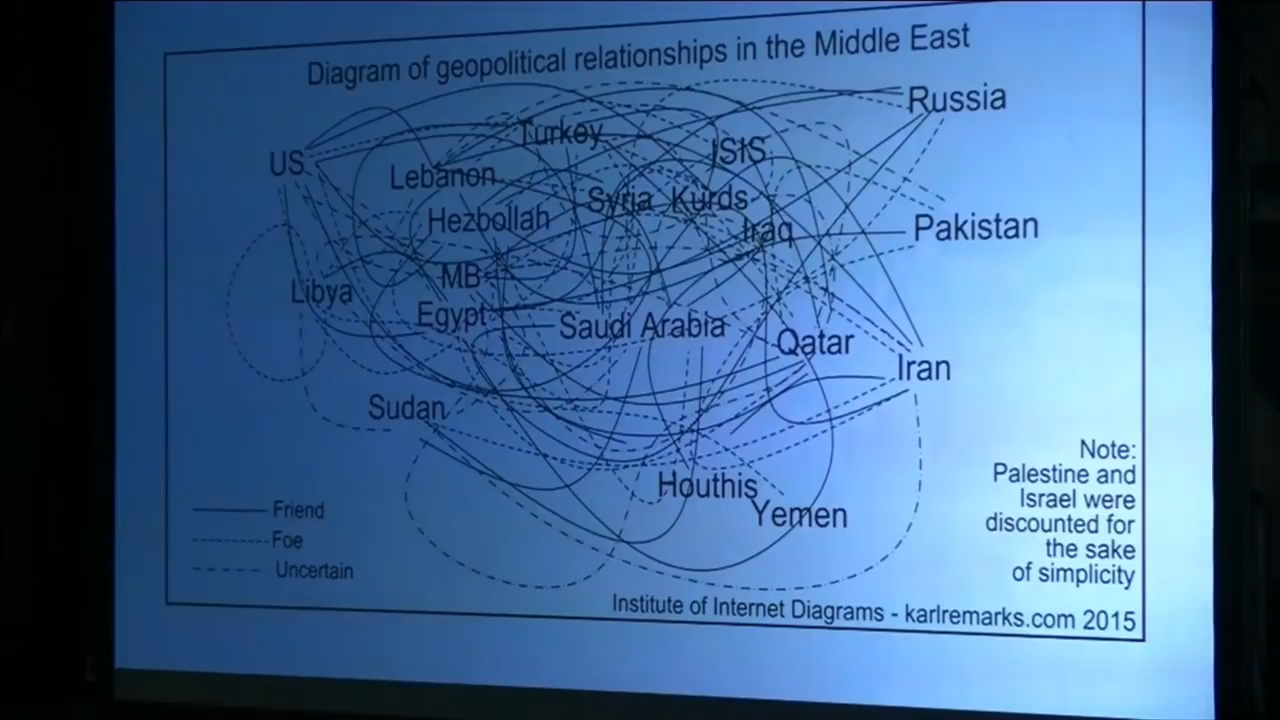 Diagram of geopolitical relationships in the Middle East
Russia
Turkey
ISIS
US
Lebanon
Syria
Kurds
Hezbollah
Iraq
Pakistan
MB
Libya
Egypt
Saudi Arabia
Qatar
Iran
Sudan
Houthis
Yemen
Note:
Palestine and
Israel were
discounted for
the sake
of simplicity
Friend
Foe
Uncertain
Institute of Internet Diagrams - karlremarks.com 2015